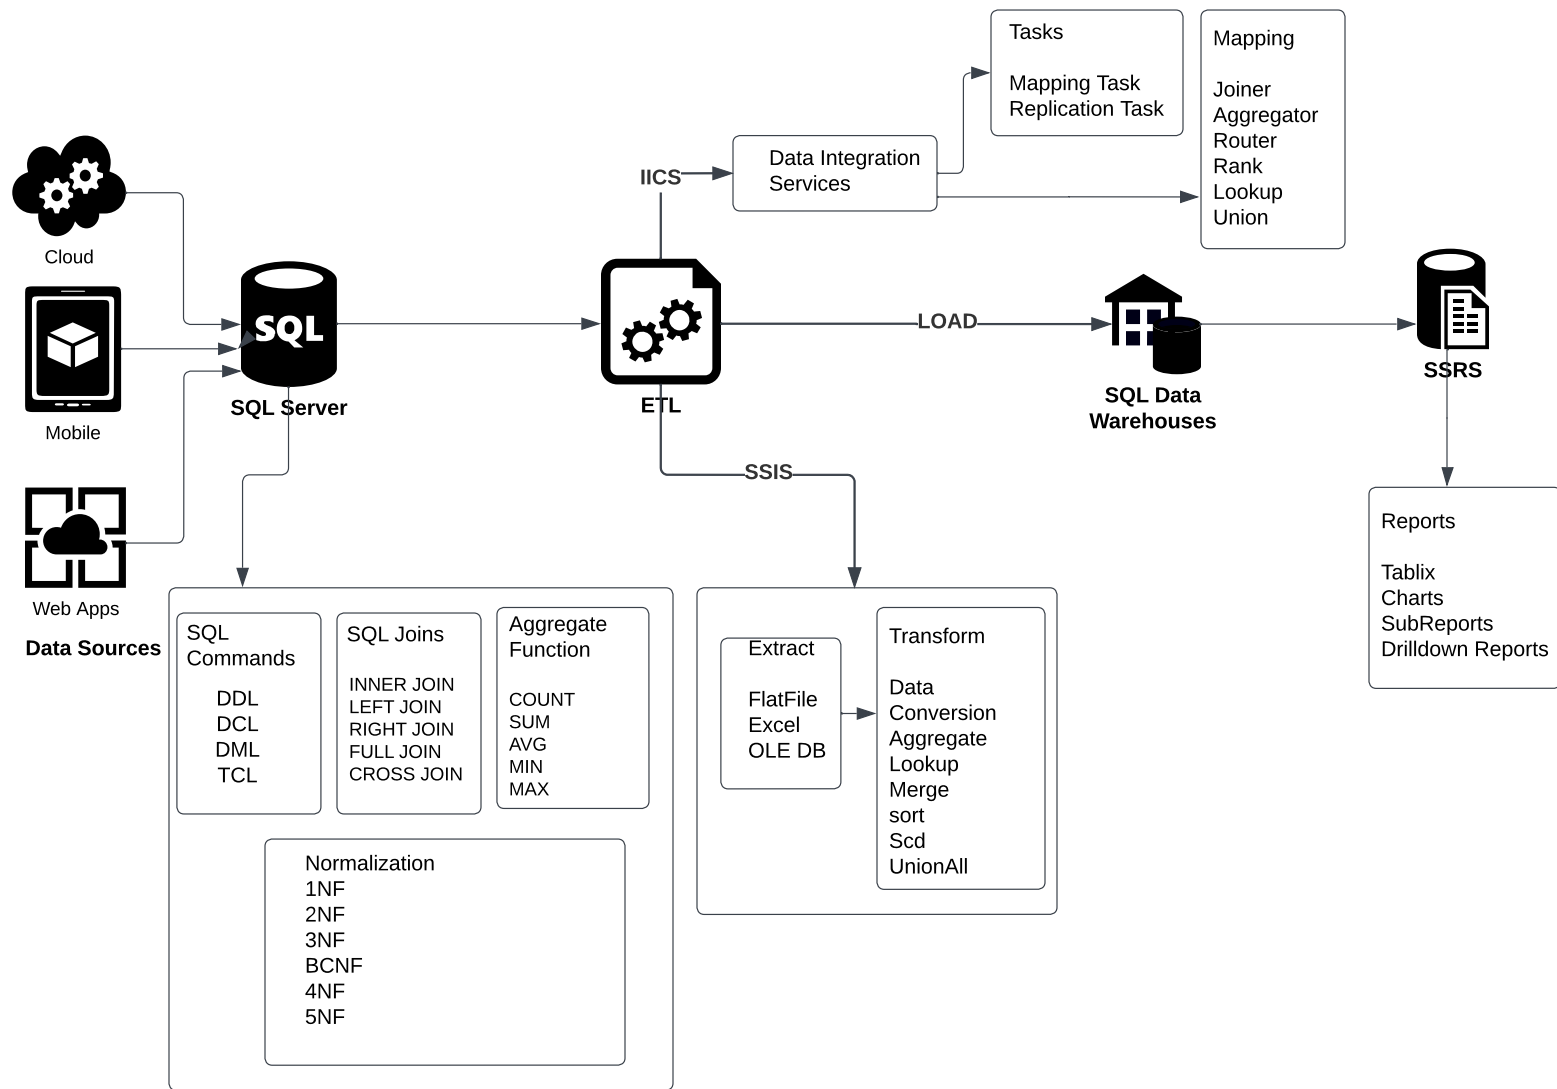 Tasks
Mapping Task
Replication Task
Mapping
Joiner
Aggregator
Router
Rank
Lookup
Union
Data Integration
Services
IICS
Cloud
SQL
SQL Server
Mobile
ETL
LOAD
SQL Data
Warehouses
SSRS
SSIS
Web Apps
Data Sources
SQL
Commands
DDL
DCL
DML
TCL
SQL Joins
INNER JOIN
LEFT JOIN
RIGHT JOIN
FULL JOIN
CROSS JOIN
Aggregate
Function
COUNT
SUM
AVG
MIN
MAX
Normalization
1NF
2NF
3NF
BCNF
4NF
5NF
Extract
FlatFile
Excel
OLE DB
Transform
Data
Conversion
Aggregate
Lookup
Merge
sort
Scd
UnionAll
Reports
Tablix
Charts
SubReports
Drilldown Reports